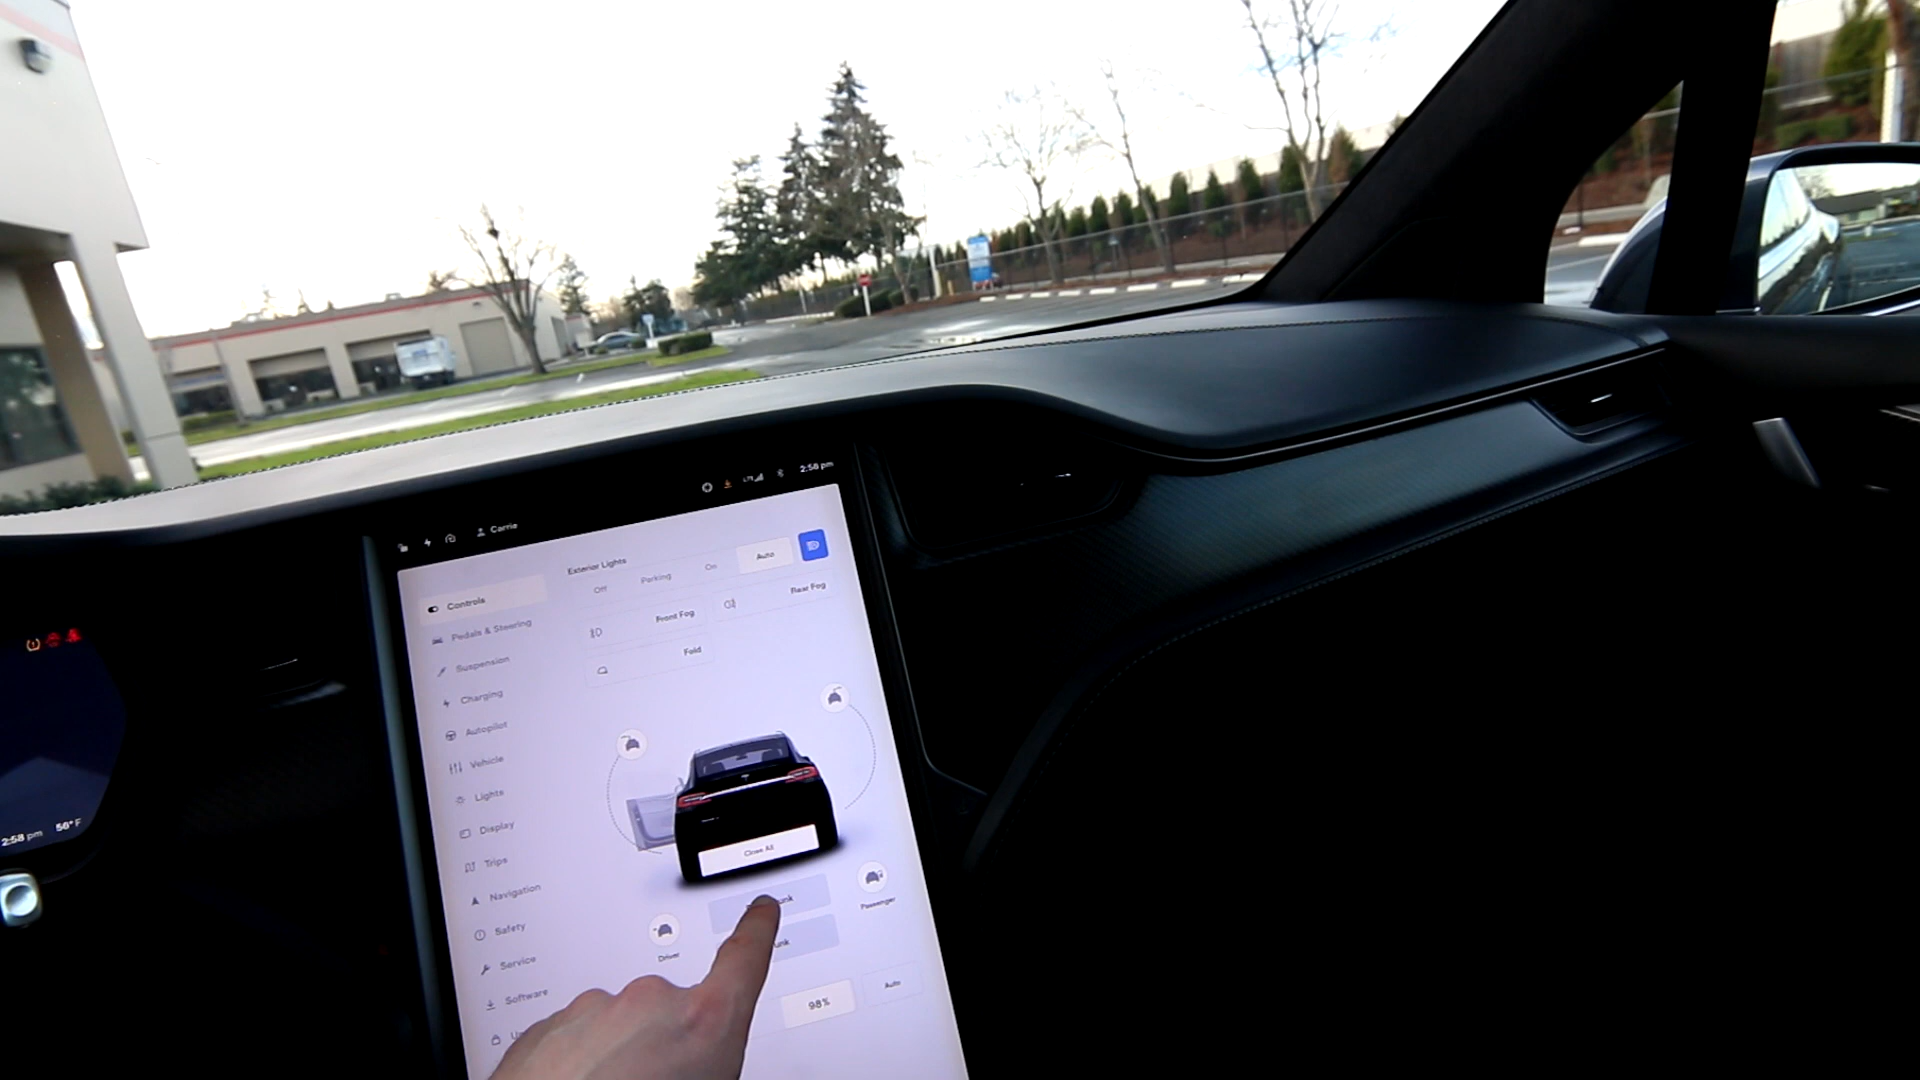 2:58 pm
Carrie
Exterior Lights
Off
Parking
On
Auto
Controls
Front Fog
Rear Fog
Pedals & Steering
Fold
Suspension
Charging
Autopilot
Vehicle
Lights
Display
Close All
Trips
Navigation
Passenger
Safety
Driver
Service
Software
98%
Auto
2:58 pm
56° F